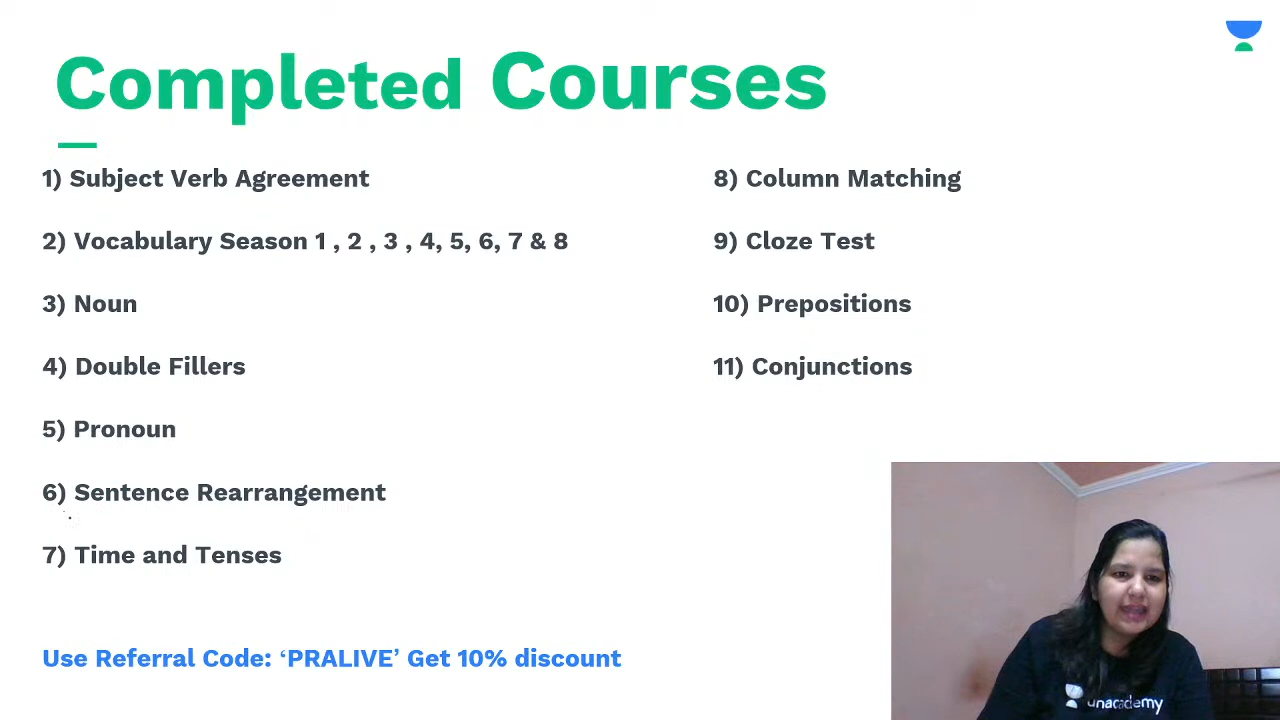 Completed Courses
1) Subject Verb Agreement
2) Vocabulary Season 1 , 2 , 3 , 4, 5, 6, 7 & 8
3) Noun
4) Double Fillers
5) Pronoun
6) Sentence Rearrangement
7) Time and Tenses
8) Column Matching
9) Cloze Test
10) Prepositions
11) Conjunctions
Use Referral Code: ‘PRALIVE’ Get 10% discount
unacademy